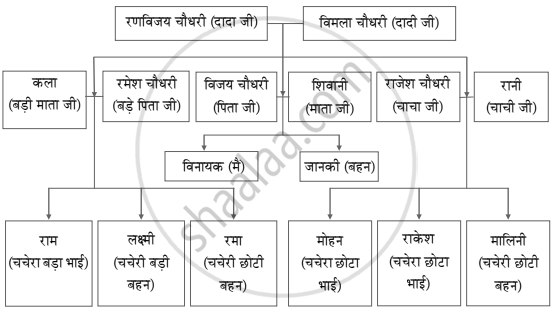 रणविजय चौधरी (दादा जी)
विमला चौधरी (दादी जी)
कला
(बड़ी माता जी)
रमेश चौधरी
(बड़े पिता जी)
विजय चौधरी
(पिता जी)
शिवानी
(माता जी)
राजेश चौधरी
(चाचा जी)
रानी
(चाची जी)
विनायक (मै)
जानकी (बहन)
राम
(चचेरा बड़ा भाई)
लक्ष्मी
(चचेरी बड़ी
बहन)
रमा
(चचेरी छोटी
बहन)
मोहन
(चचेरा छोटा
भाई)
राकेश
(चचेरा छोटा
भाई)
मालिनी
(चचेरी छोटी
बहन)
shaalaa.com